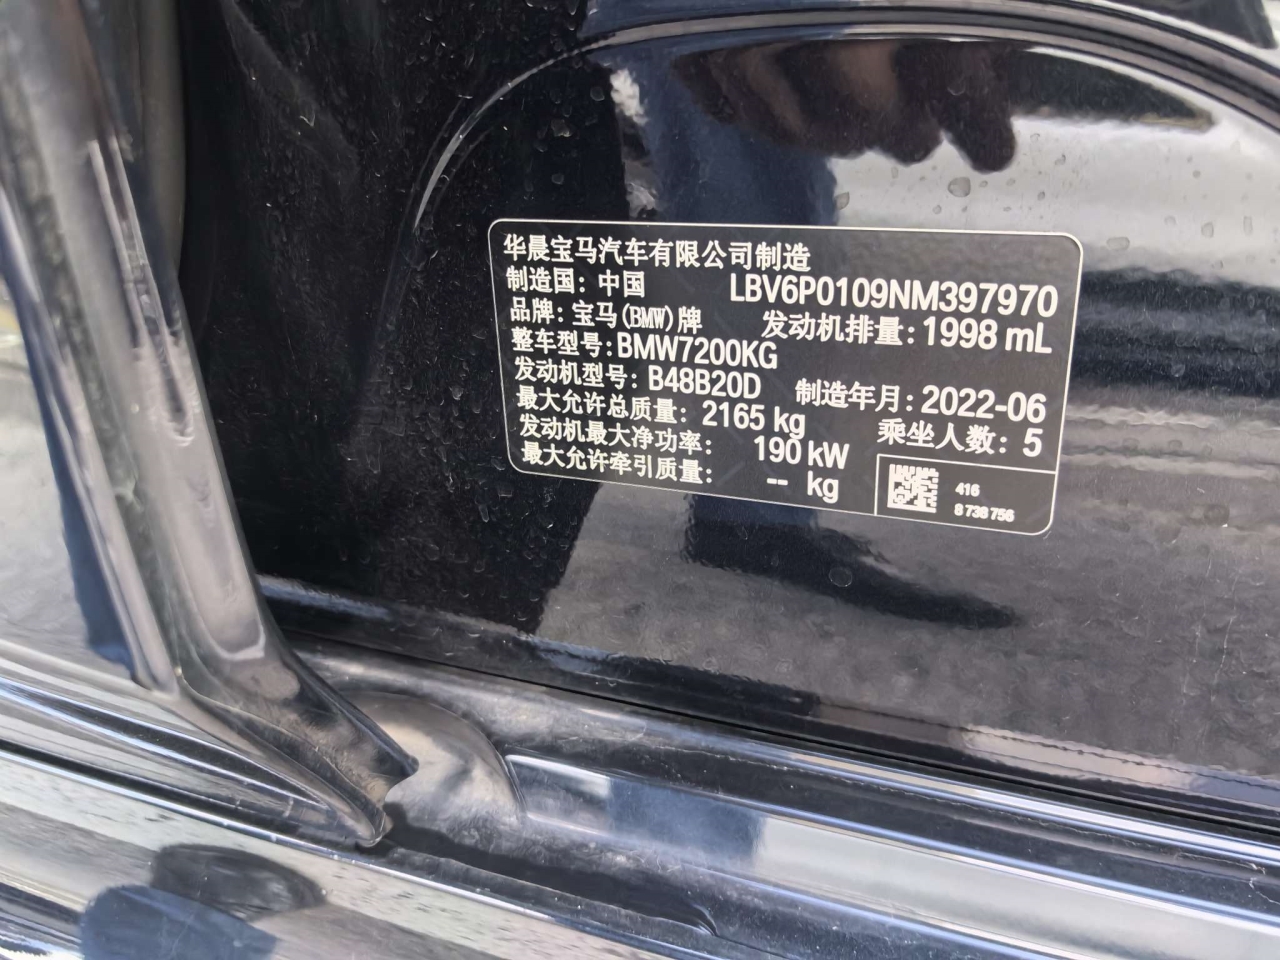 华晨宝马汽车有限公司制造
制造国: 中国 LBV6P0109NM397970
品牌: 宝马(BMW)牌 发动机排量: 1998 mL
整车型号: BMW7200KG
发动机型号: B48B20D 制造年月: 2022-06
最大允许总质量: 2165 kg 乘坐人数: 5
发动机最大净功率: 190 kW
最大允许牵引质量: -- kg
416
8 738 756